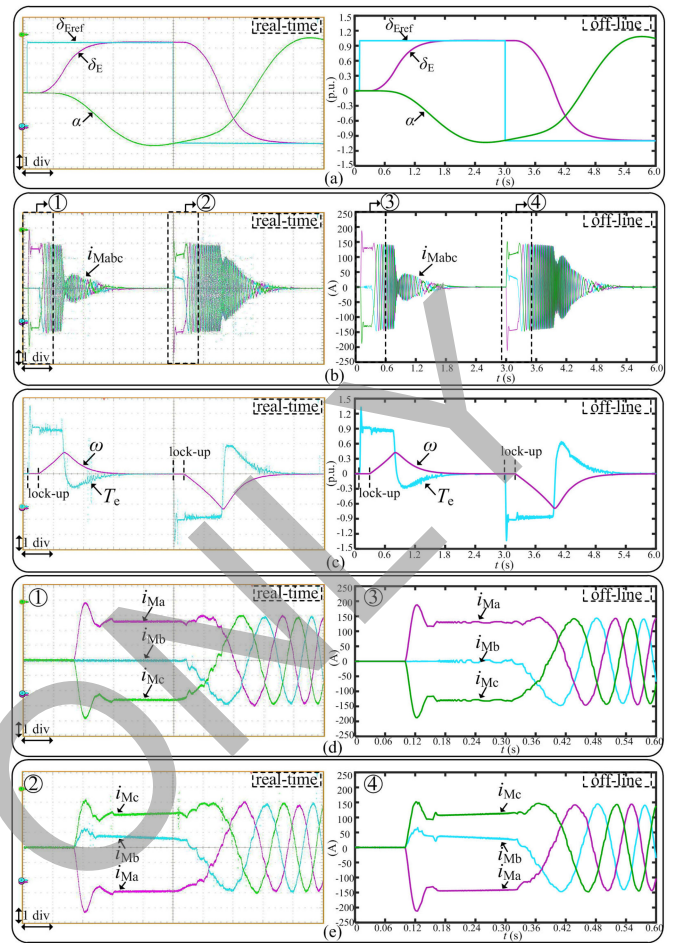 δEref
real-time
δE
α
1 div
δEref
off-line
δE
α
(p.u.)
1.5
1.2
0.9
0.6
0.3
0
-0.3
-0.6
-0.9
-1.2
-1.5
0 0.6 1.2 1.8 2.4 3.0 3.6 4.2 4.8 5.4 6.0
t (s)
(a)
① ②
real-time
iMabc
1 div
③ ④
off-line
iMabc
(A)
250
200
150
100
50
0
-50
-100
-150
-200
-250
0 0.6 1.2 1.8 2.4 3.0 3.6 4.2 4.8 5.4 6.0
t (s)
(b)
real-time
ω
lock-up
lock-up
Te
1 div
off-line
ω
lock-up
lock-up
Te
(p.u.)
1.5
1.2
0.9
0.6
0.3
0
-0.3
-0.6
-0.9
-1.2
-1.5
0 0.6 1.2 1.8 2.4 3.0 3.6 4.2 4.8 5.4 6.0
t (s)
(c)
①
real-time
iMa
iMb
iMc
1 div
③
off-line
iMa
iMb
iMc
(A)
250
200
150
100
50
0
-50
-100
-150
-200
-250
0 0.06 0.12 0.18 0.24 0.30 0.36 0.42 0.48 0.54 0.60
t (s)
(d)
②
real-time
iMc
iMb
iMa
1 div
④
off-line
iMc
iMb
iMa
(A)
250
200
150
100
50
0
-50
-100
-150
-200
-250
0 0.06 0.12 0.18 0.24 0.30 0.36 0.42 0.48 0.54 0.60
t (s)
(e)
ONLY